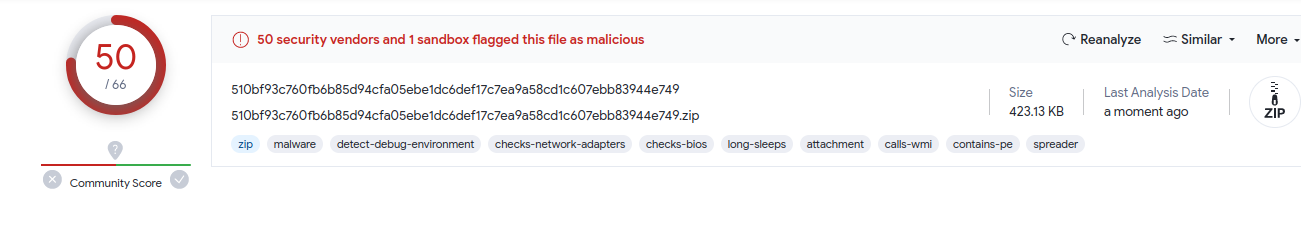 50
/ 66
?
Community Score
50 security vendors and 1 sandbox flagged this file as malicious
Reanalyze Similar More
510bf93c760fb6b85d94cfa05ebe1dc6def17c7ea9a58cd1c607ebb83944e749
510bf93c760fb6b85d94cfa05ebe1dc6def17c7ea9a58cd1c607ebb83944e749.zip
Size
423.13 KB
Last Analysis Date
a moment ago
ZIP
zip malware detect-debug-environment checks-network-adapters checks-bios long-sleeps attachment calls-wmi contains-pe spreader